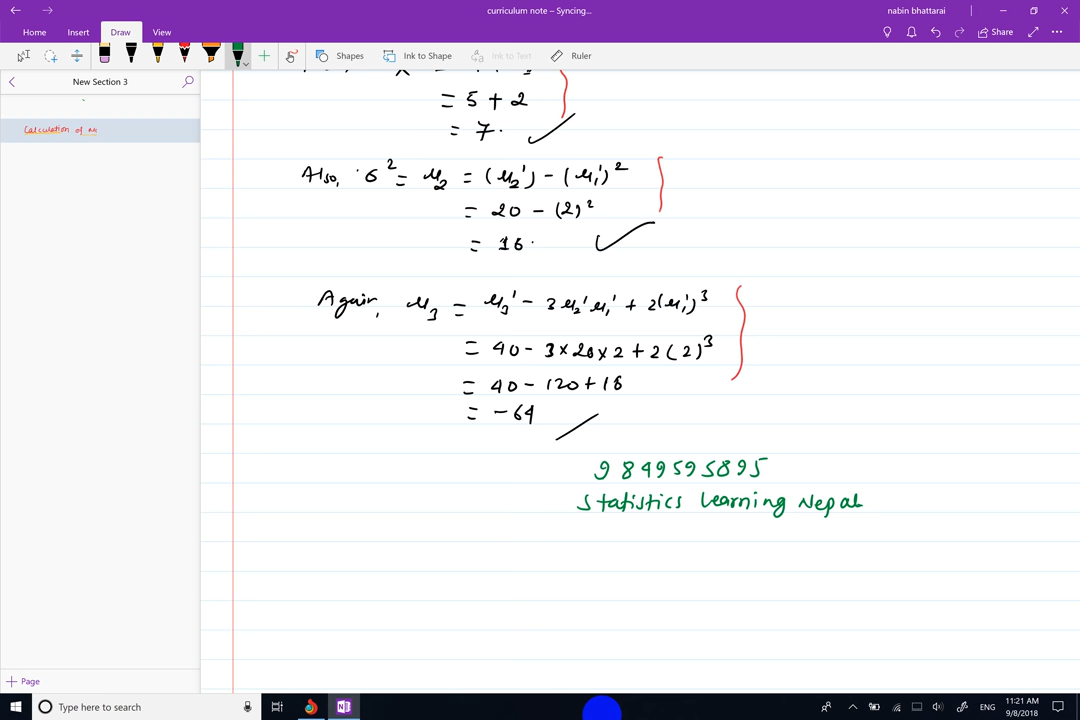 curriculum note – Syncing...
nabin bhattarai
Home Insert Draw View
Share
Shapes Ink to Shape Ink to Text Ruler
New Section 3
Calculation of
= 5 + 2
= 7.
Also, σ² = μ₂ = (μ₂') - (μ₁')²
= 20 - (2)²
= 16.
Again, μ₃ = μ₃' - 3μ₂'μ₁' + 2(μ₁')³
= 40 - 3×20×2 + 2(2)³
= 40 - 120 + 16
= -64
9849595895
Statistics Learning Nepal
+ Page
Type here to search
ENG
11:21 AM
9/8/2018